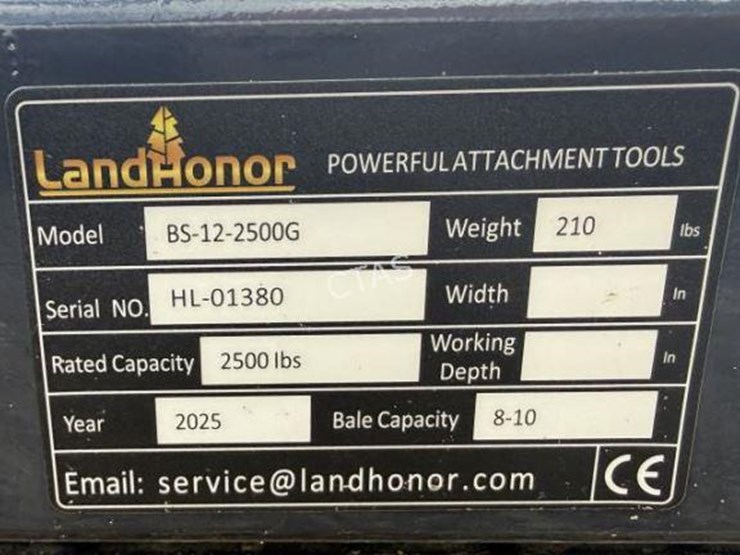 LandHonor POWERFUL ATTACHMENT TOOLS
Model BS-12-2500G Weight 210 lbs
CTAS
Serial NO. HL-01380 Width In
Rated Capacity 2500 lbs Working Depth In
Year 2025 Bale Capacity 8-10
Email: service@landhonor.com CE